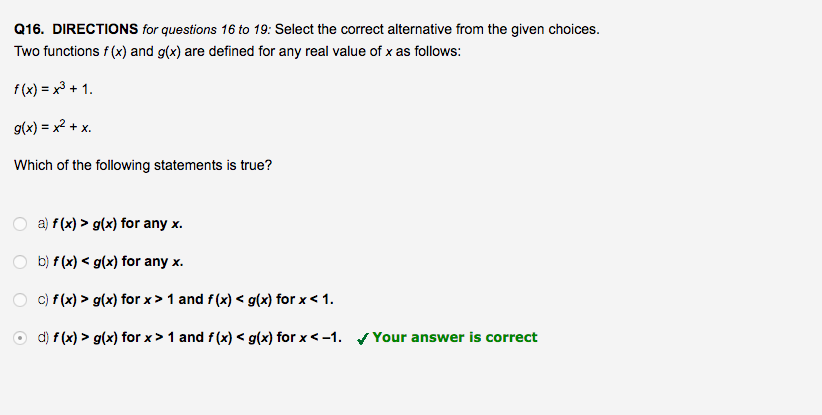 Q16. DIRECTIONS for questions 16 to 19: Select the correct alternative from the given choices.
Two functions f (x) and g(x) are defined for any real value of x as follows:
f (x) = x³ + 1.
g(x) = x² + x.
Which of the following statements is true?
a) f (x) > g(x) for any x.
b) f (x) < g(x) for any x.
c) f (x) > g(x) for x > 1 and f (x) < g(x) for x < 1.
d) f (x) > g(x) for x > 1 and f (x) < g(x) for x < –1. ✓ Your answer is correct